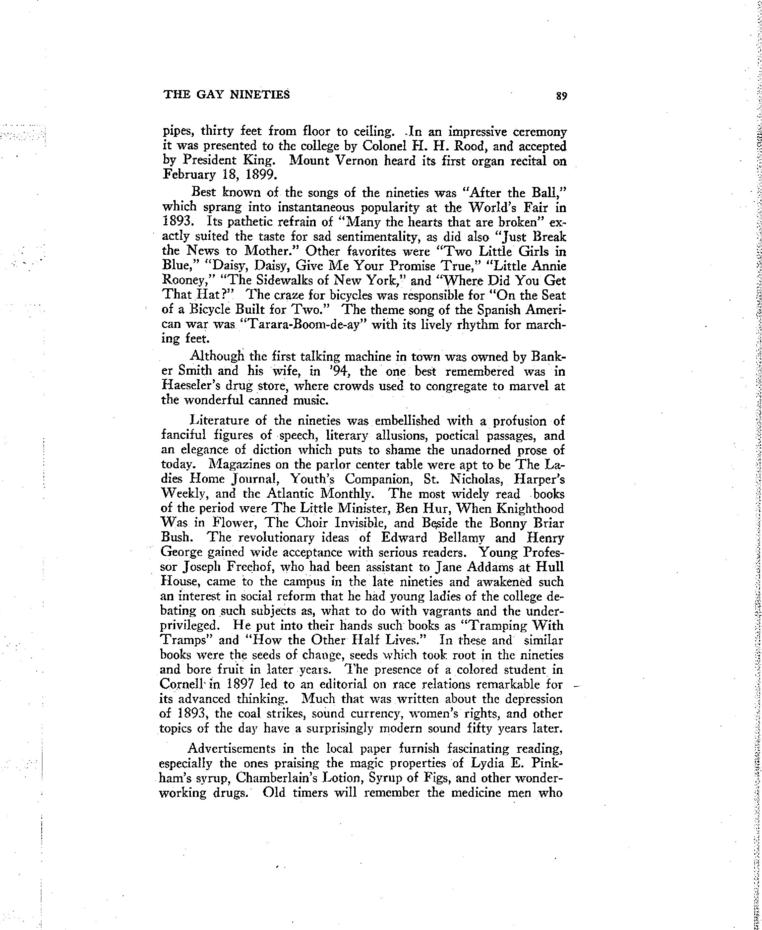 THE GAY NINETIES 89
pipes, thirty feet from floor to ceiling. In an impressive ceremony
it was presented to the college by Colonel H. H. Rood, and accepted
by President King. Mount Vernon heard its first organ recital on
February 18, 1899.
Best known of the songs of the nineties was "After the Ball,"
which sprang into instantaneous popularity at the World's Fair in
1893. Its pathetic refrain of "Many the hearts that are broken" ex-
actly suited the taste for sad sentimentality, as did also "Just Break
the News to Mother." Other favorites were "Two Little Girls in
Blue," "Daisy, Daisy, Give Me Your Promise True," "Little Annie
Rooney," "The Sidewalks of New York," and "Where Did You Get
That Hat?" The craze for bicycles was responsible for "On the Seat
of a Bicycle Built for Two." The theme song of the Spanish Ameri-
can war was "Tarara-Boom-de-ay" with its lively rhythm for march-
ing feet.
Although the first talking machine in town was owned by Bank-
er Smith and his wife, in '94, the one best remembered was in
Haeseler's drug store, where crowds used to congregate to marvel at
the wonderful canned music.
Literature of the nineties was embellished with a profusion of
fanciful figures of speech, literary allusions, poetical passages, and
an elegance of diction which puts to shame the unadorned prose of
today. Magazines on the parlor center table were apt to be The La-
dies Home Journal, Youth's Companion, St. Nicholas, Harper's
Weekly, and the Atlantic Monthly. The most widely read books
of the period were The Little Minister, Ben Hur, When Knighthood
Was in Flower, The Choir Invisible, and Beside the Bonny Briar
Bush. The revolutionary ideas of Edward Bellamy and Henry
George gained wide acceptance with serious readers. Young Profes-
sor Joseph Freehof, who had been assistant to Jane Addams at Hull
House, came to the campus in the late nineties and awakened such
an interest in social reform that he had young ladies of the college de-
bating on such subjects as, what to do with vagrants and the under-
privileged. He put into their hands such books as "Tramping With
Tramps" and "How the Other Half Lives." In these and similar
books were the seeds of change, seeds which took root in the nineties
and bore fruit in later years. The presence of a colored student in
Cornell in 1897 led to an editorial on race relations remarkable for
its advanced thinking. Much that was written about the depression
of 1893, the coal strikes, sound currency, women's rights, and other
topics of the day have a surprisingly modern sound fifty years later.
Advertisements in the local paper furnish fascinating reading,
especially the ones praising the magic properties of Lydia E. Pink-
ham's syrup, Chamberlain's Lotion, Syrup of Figs, and other wonder-
working drugs. Old timers will remember the medicine men who